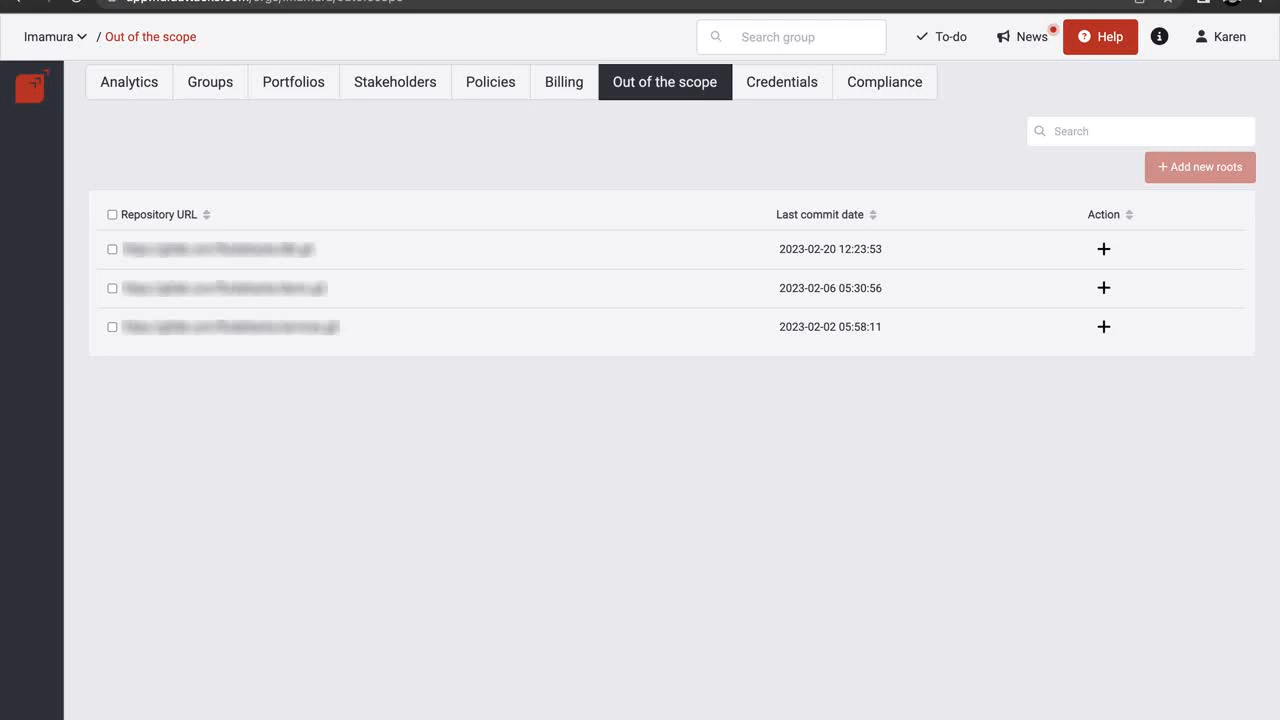 Imamura / Out of the scope Search group To-do News Help Karen
Analytics Groups Portfolios Stakeholders Policies Billing Out of the scope Credentials Compliance
Search
+ Add new roots
Repository URL Last commit date Action
2023-02-20 12:23:53
2023-02-06 05:30:56
2023-02-02 05:58:11